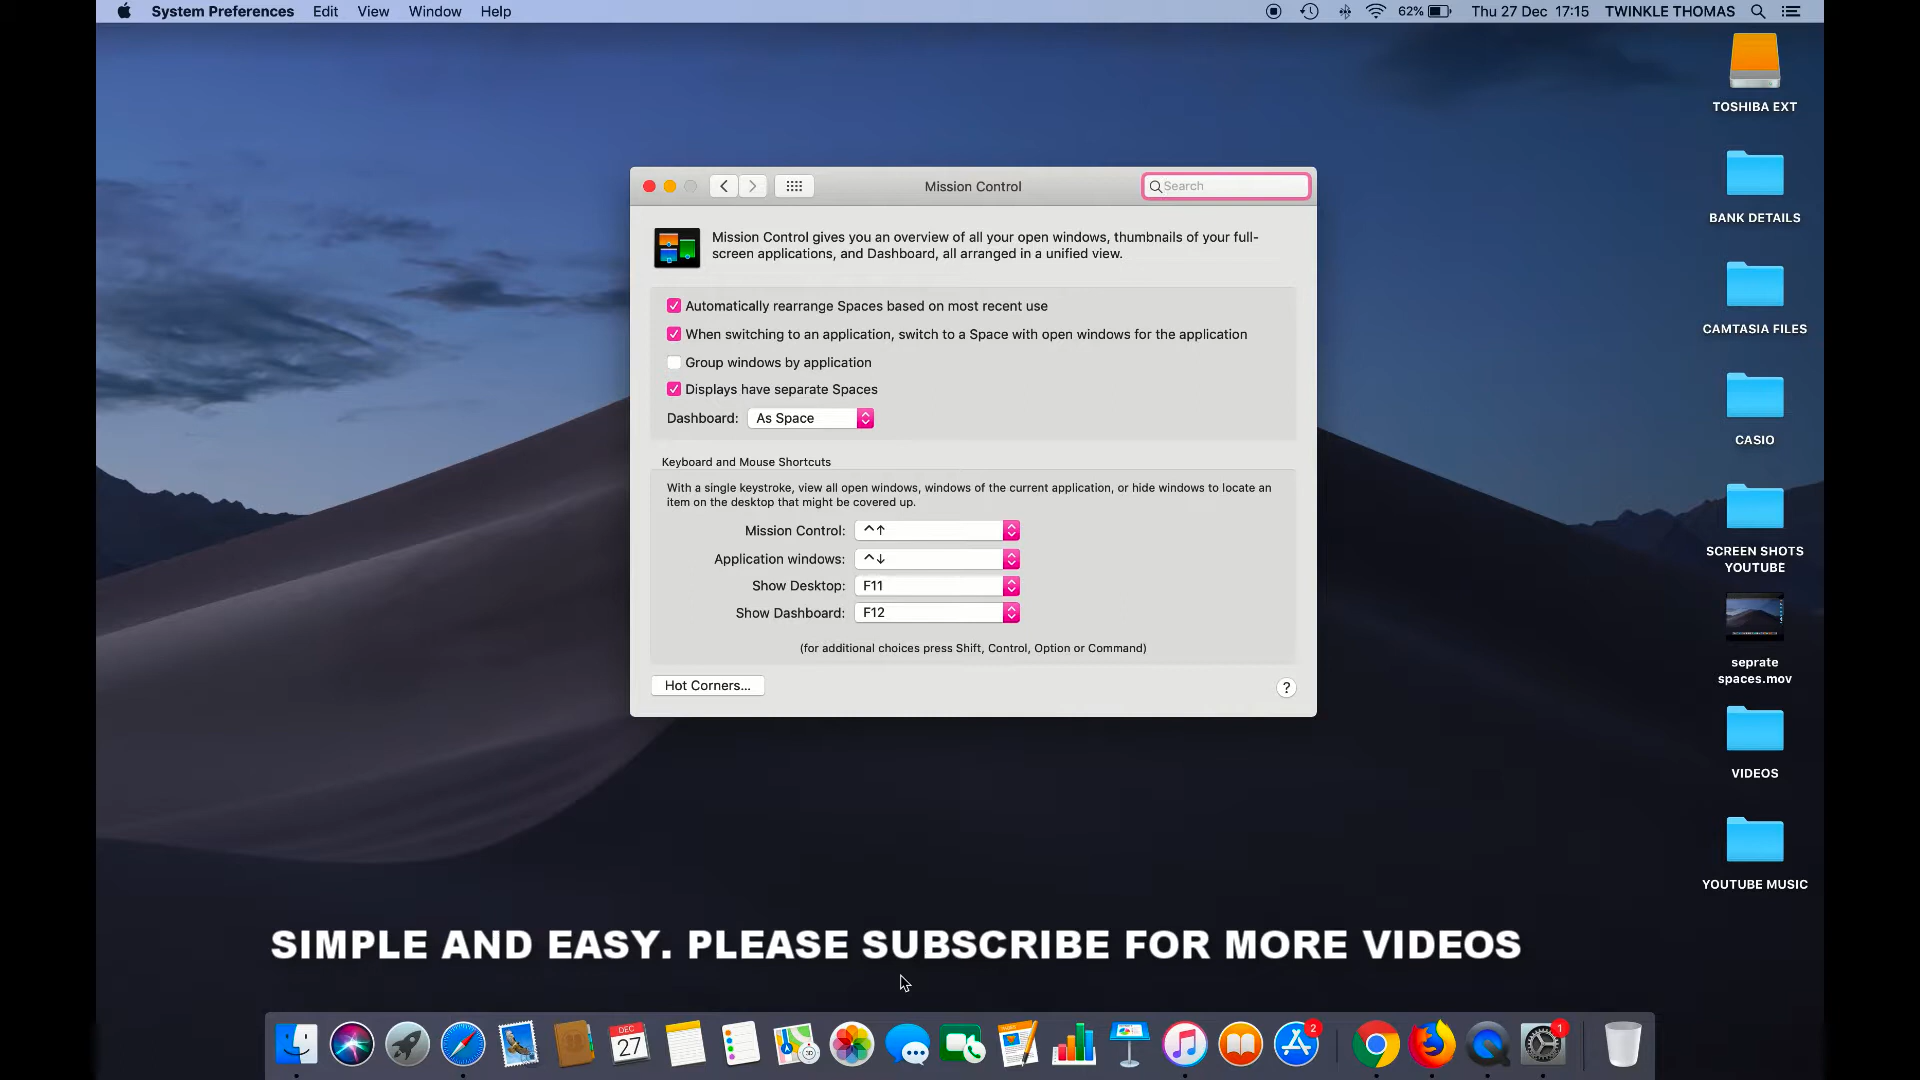 System Preferences Edit View Window Help 62% Thu 27 Dec 17:15 TWINKLE THOMAS
TOSHIBA EXT
BANK DETAILS
CAMTASIA FILES
CASIO
SCREEN SHOTS
YOUTUBE
seprate
spaces.mov
VIDEOS
YOUTUBE MUSIC
Mission Control
Search
Mission Control gives you an overview of all your open windows, thumbnails of your full-
screen applications, and Dashboard, all arranged in a unified view.
Automatically rearrange Spaces based on most recent use
When switching to an application, switch to a Space with open windows for the application
Group windows by application
Displays have separate Spaces
Dashboard: As Space
Keyboard and Mouse Shortcuts
With a single keystroke, view all open windows, windows of the current application, or hide windows to locate an
item on the desktop that might be covered up.
Mission Control: ^↑
Application windows: ^↓
Show Desktop: F11
Show Dashboard: F12
(for additional choices press Shift, Control, Option or Command)
Hot Corners... ?
SIMPLE AND EASY. PLEASE SUBSCRIBE FOR MORE VIDEOS
DEC
27
3D
2
1